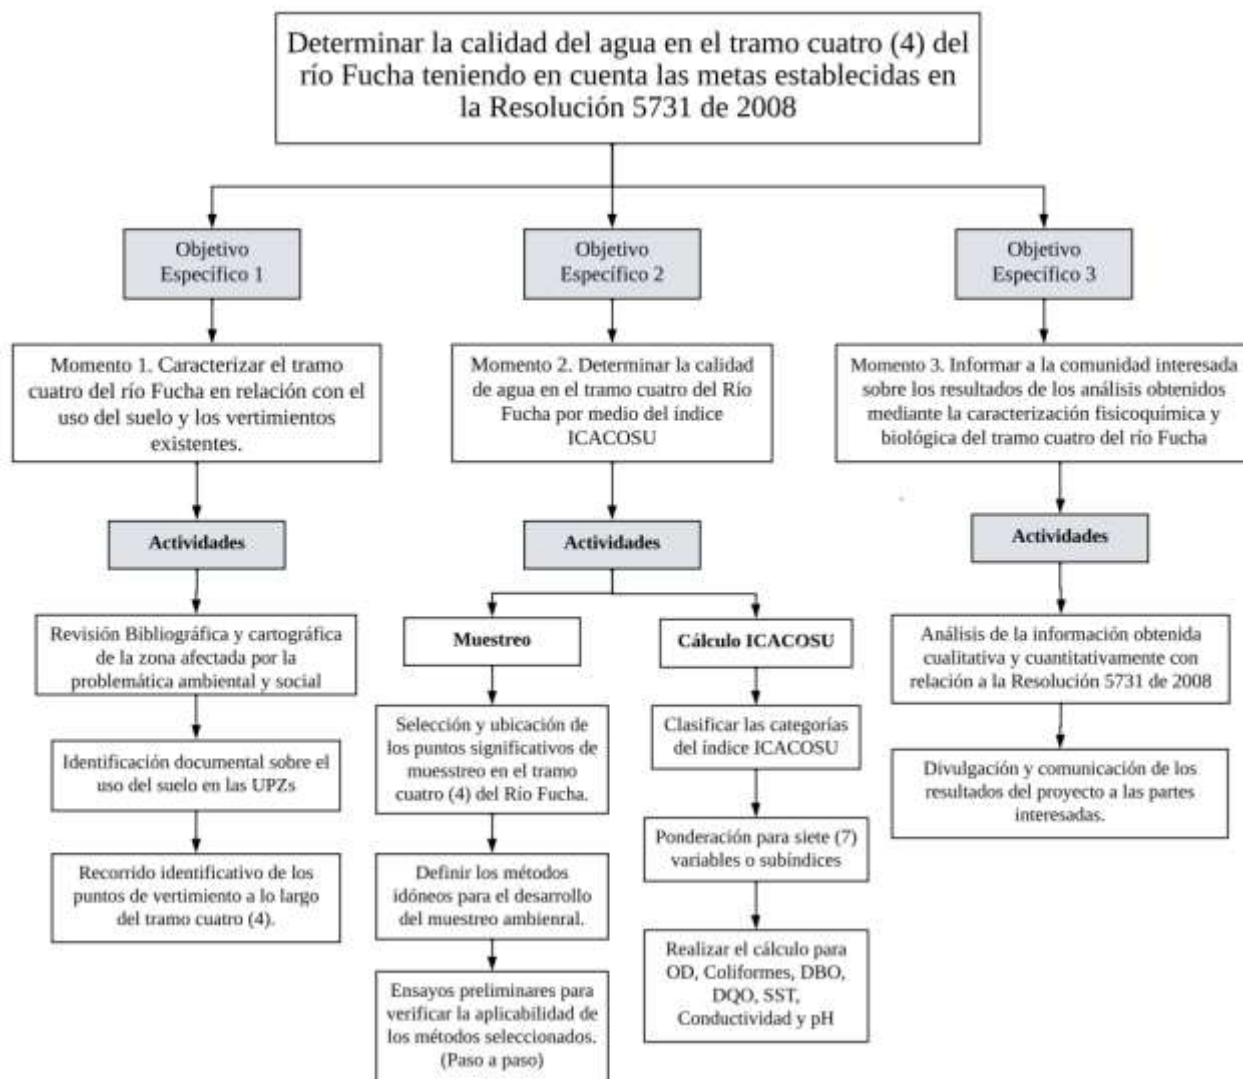 Determinar la calidad del agua en el tramo cuatro (4) del
río Fucha teniendo en cuenta las metas establecidas en
la Resolución 5731 de 2008
Objetivo
Específico 1
Objetivo
Específico 2
Objetivo
Específico 3
Momento 1. Caracterizar el tramo
cuatro del río Fucha en relación con el
uso del suelo y los vertimientos
existentes.
Momento 2. Determinar la calidad
de agua en el tramo cuatro del Río
Fucha por medio del índice
ICACOSU
Momento 3. Informar a la comunidad interesada
sobre los resultados de los análisis obtenidos
mediante la caracterización fisicoquímica y
biológica del tramo cuatro del río Fucha
Actividades
Actividades
Actividades
Revisión Bibliográfica y cartográfica
de la zona afectada por la
problemática ambiental y social
Identificación documental sobre el
uso del suelo en las UPZs
Recorrido identificativo de los
puntos de vertimiento a lo largo
del tramo cuatro (4).
Muestreo
Selección y ubicación de
los puntos significativos de
muesstreo en el tramo
cuatro (4) del Río Fucha.
Definir los métodos
idóneos para el desarrollo
del muestreo ambienral.
Ensayos preliminares para
verificar la aplicabilidad de
los métodos seleccionados.
(Paso a paso)
Cálculo ICACOSU
Clasificar las categorías
del índice ICACOSU
Ponderación para siete (7)
variables o subíndices
Realizar el cálculo para
OD, Coliformes, DBO,
DQO, SST,
Conductividad y pH
Análisis de la información obtenida
cualitativa y cuantitativamente con
relación a la Resolución 5731 de 2008
Divulgación y comunicación de los
resultados del proyecto a las partes
interesadas.